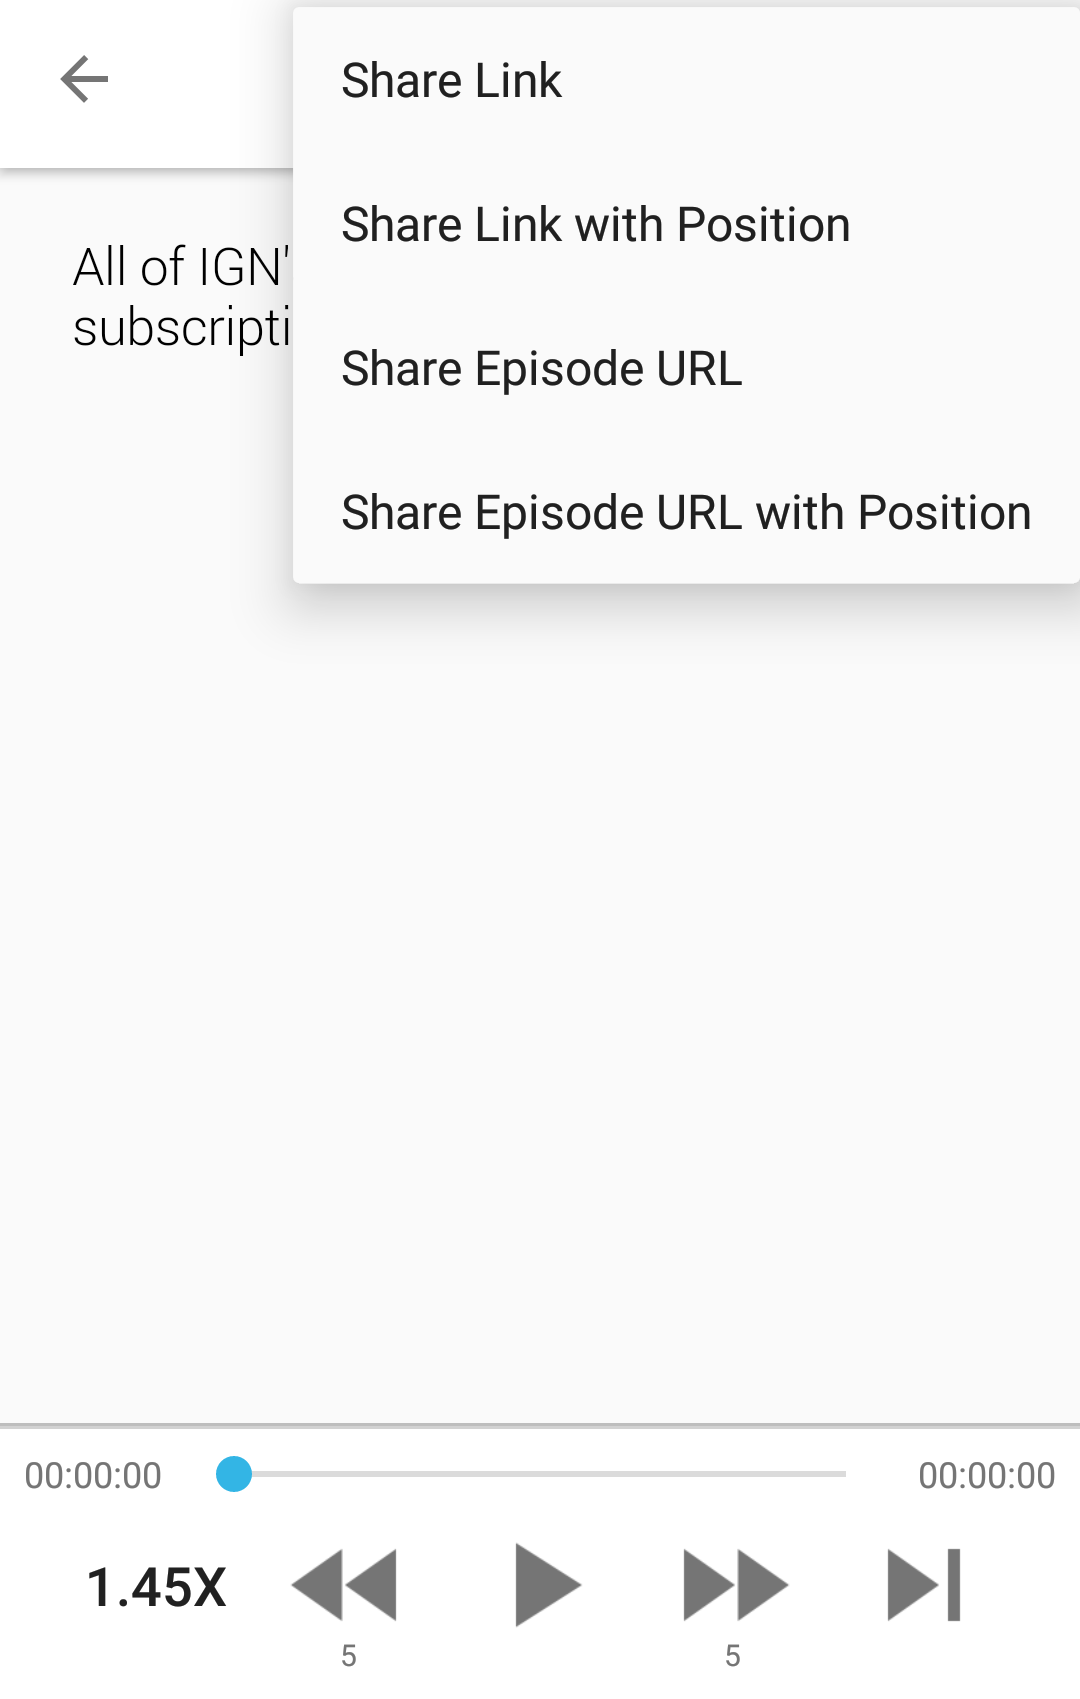 Share Link
Share Link with Position
Share Episode URL
Share Episode URL with Position
All of IGN'
subscripti
00:00:00
00:00:00
1.45X
5
5